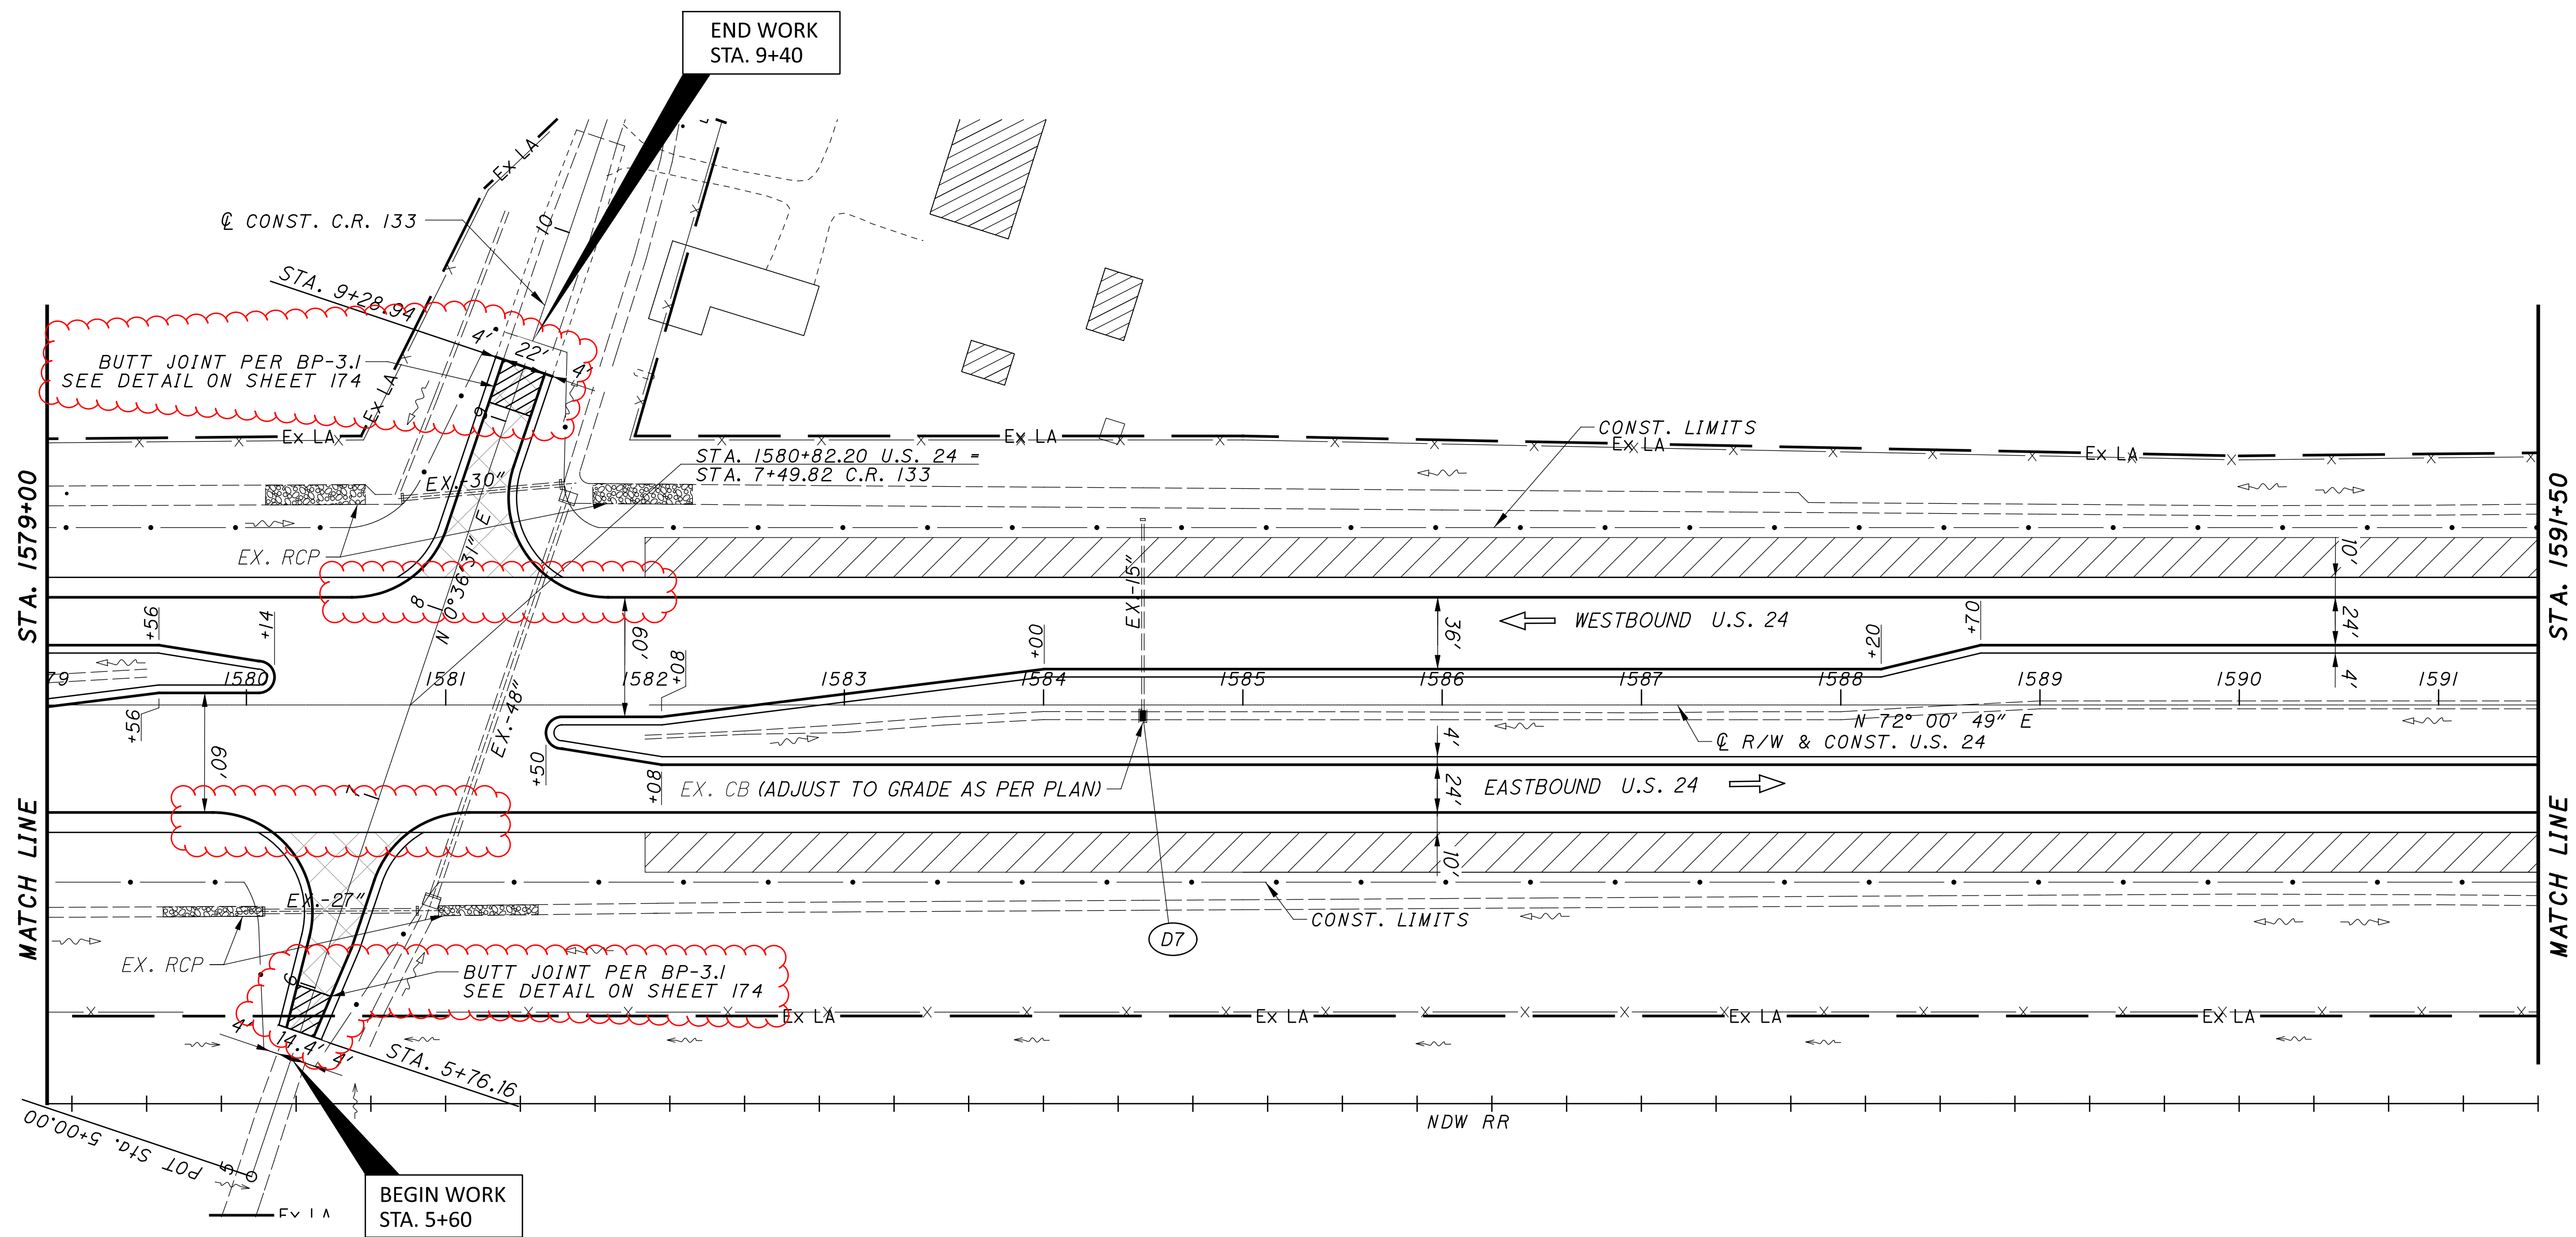 END WORK
STA. 9+40
Ex LA
℄ CONST. C.R. 133
10
STA. 9+28.94
4'
22'
4'
BUTT JOINT PER BP-3.1
SEE DETAIL ON SHEET 174
Ex LA
9
Ex LA
Ex LA
CONST. LIMITS
Ex LA
Ex LA
STA. 1580+82.20 U.S. 24 =
STA. 7+49.82 C.R. 133
EX.-30"
EX. RCP
N 0°36'31" E
8
EX.-15"
10'
STA. 1579+00
STA. 1591+50
+56
+14
60'
+00
36'
WESTBOUND U.S. 24
+20
+70
24'
79
1580
1581
1582
+08
1583
1584
1585
1586
1587
1588
1589
1590
1591
4'
+56
60'
EX.-48"
N 72° 00' 49" E
℄ R/W & CONST. U.S. 24
+50
+08
4'
EX. CB (ADJUST TO GRADE AS PER PLAN)
24'
EASTBOUND U.S. 24
7
10'
MATCH LINE
MATCH LINE
EX.-27"
CONST. LIMITS
D7
EX. RCP
6
BUTT JOINT PER BP-3.1
SEE DETAIL ON SHEET 174
Ex LA
Ex LA
Ex LA
Ex LA
4'
14.4'
4'
STA. 5+76.16
NDW RR
POT Sta. 5+00.00
5
BEGIN WORK
STA. 5+60
Ex LA